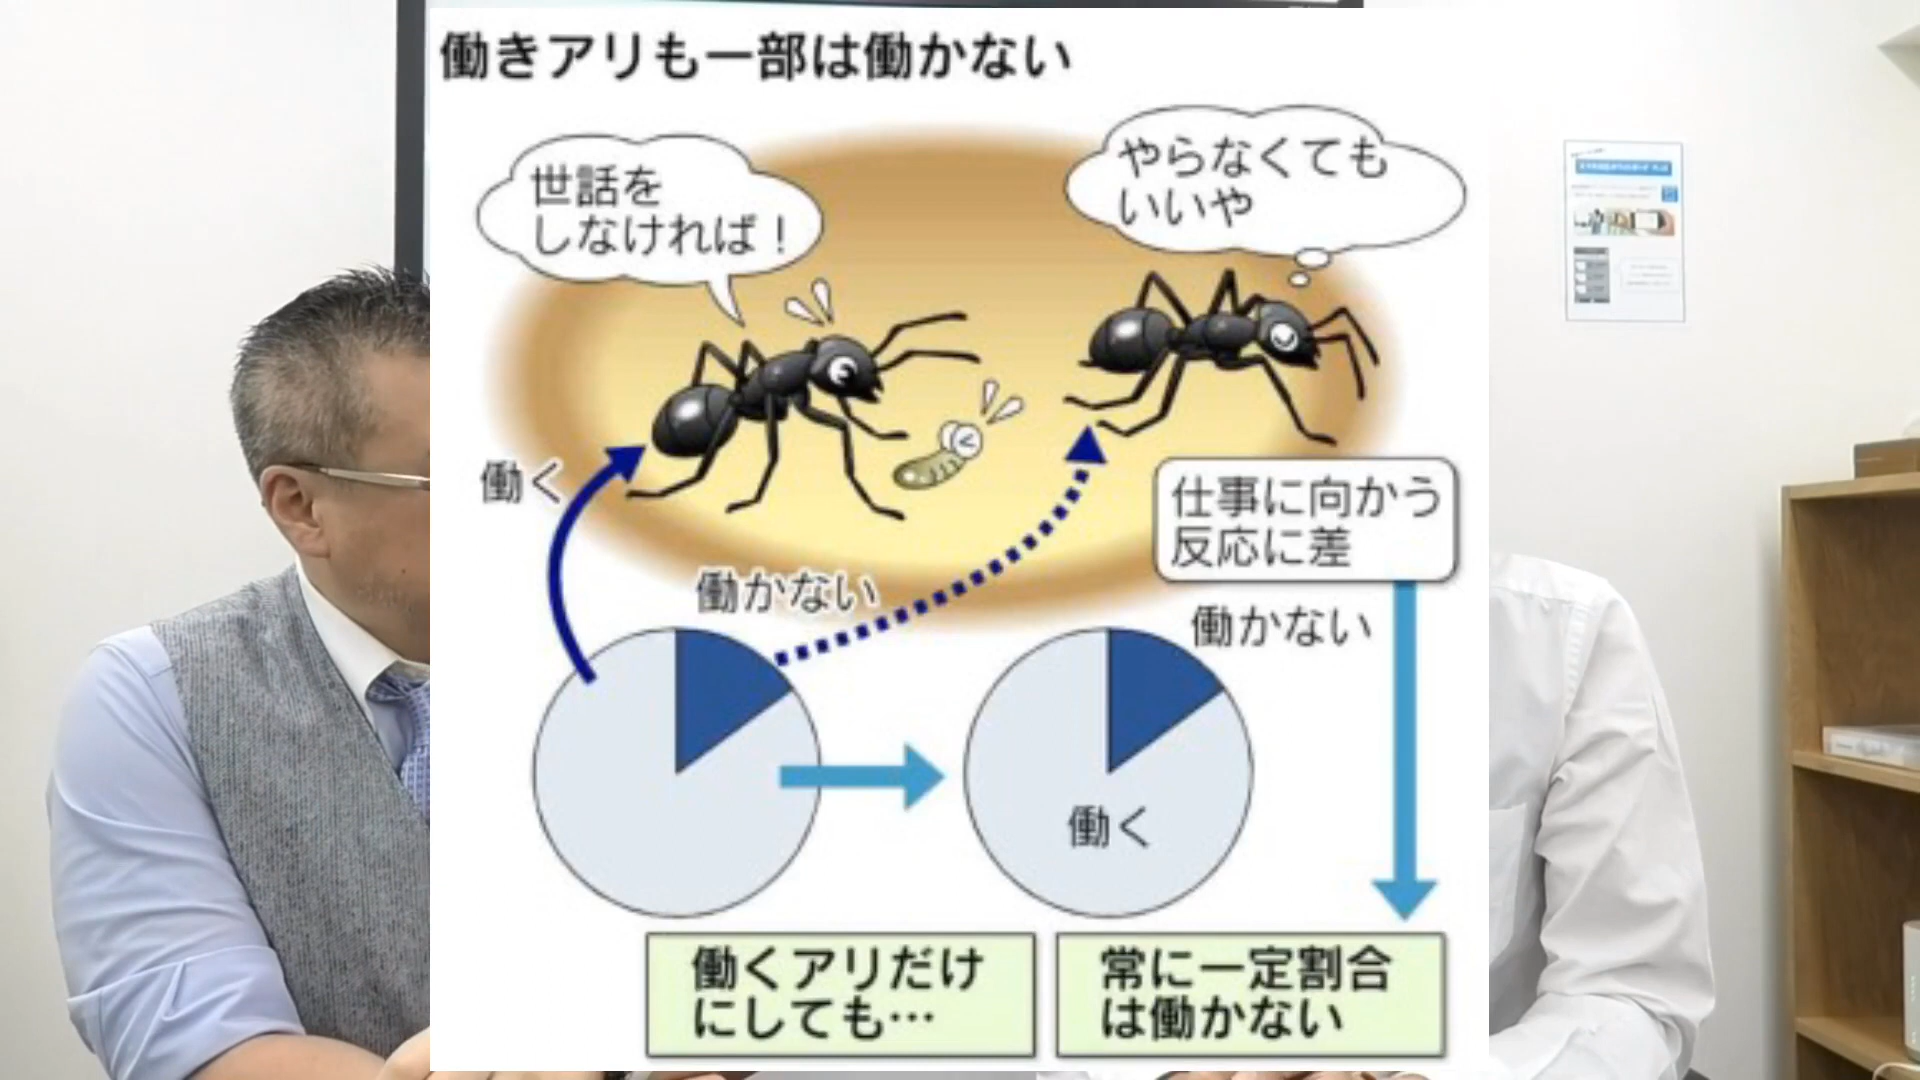 働きアリも一部は働かない
世話を
しなければ！
やらなくても
いいや
働く
仕事に向かう
反応に差
働かない
働かない
働く
働くアリだけ
にしても…
常に一定割合
は働かない